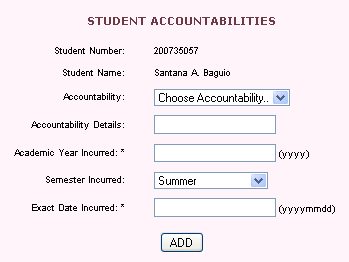 STUDENT ACCOUNTABILITIES
Student Number: 200735057
Student Name: Santana A. Baguio
Accountability: Choose Accountability..
Accountability Details:
Academic Year Incurred: * (yyyy)
Semester Incurred: Summer
Exact Date Incurred: * (yyyymmdd)
ADD